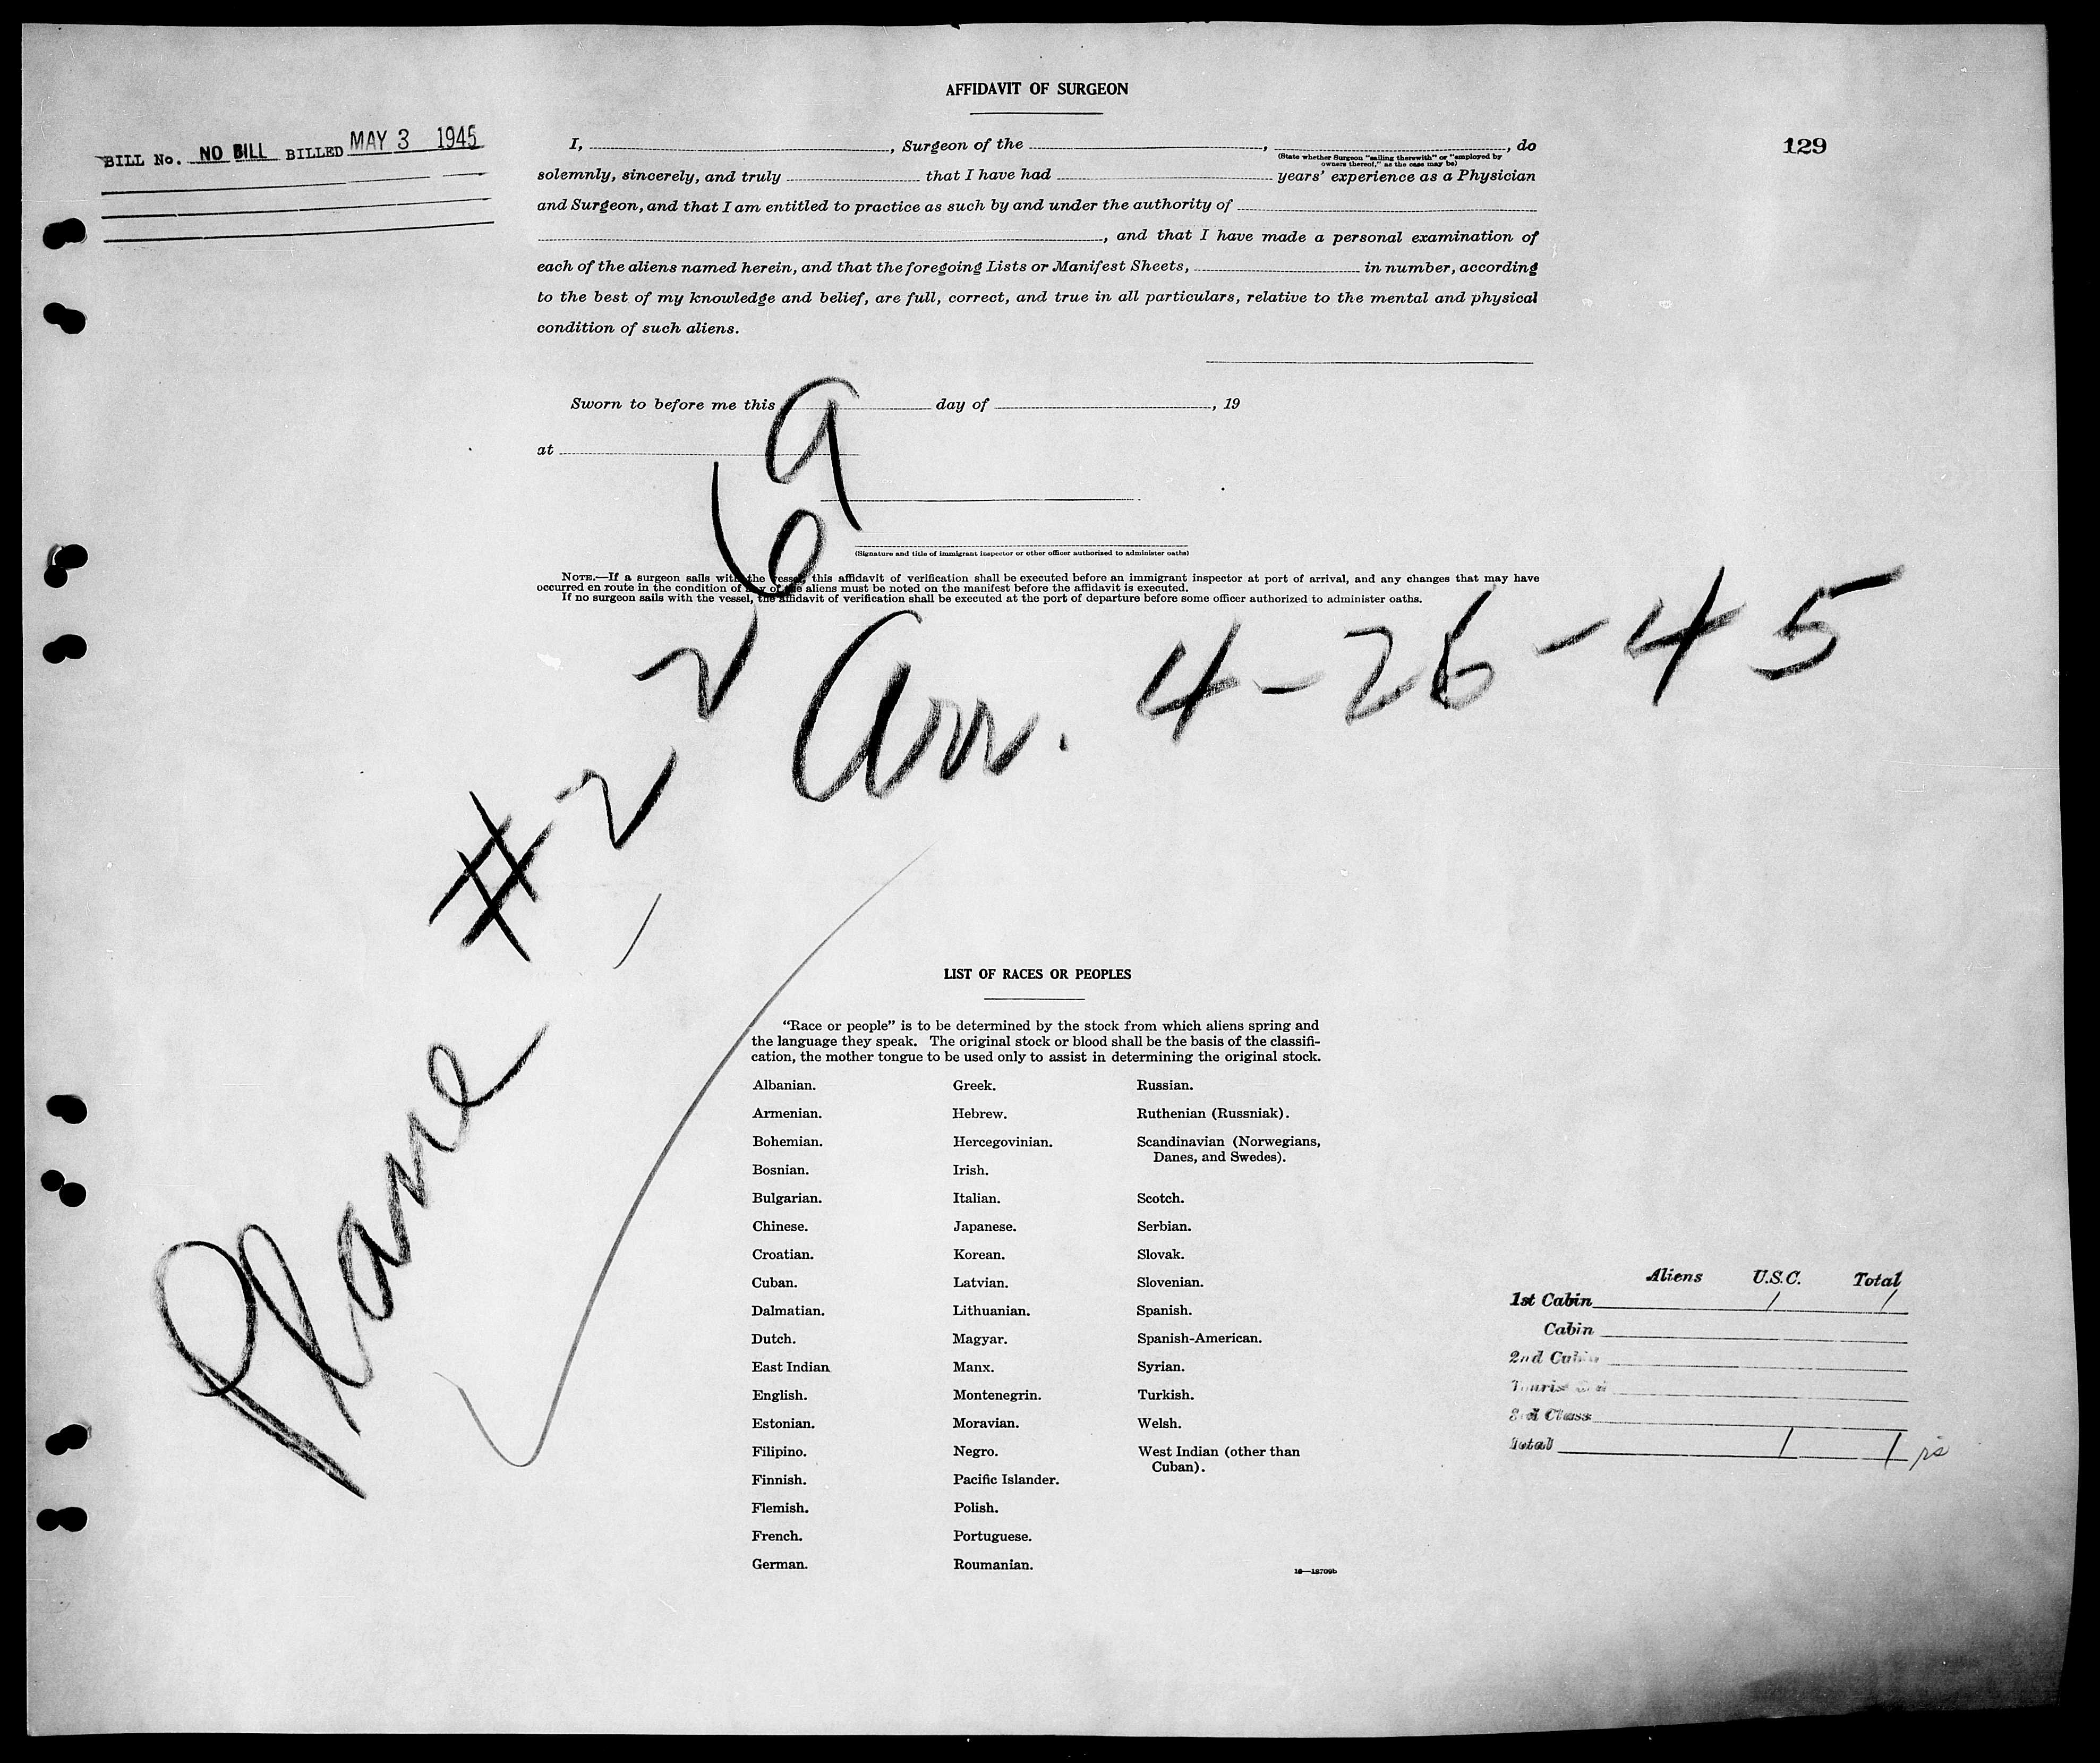 AFFIDAVIT OF SURGEON
129
BILL No. NO BILL BILLED MAY 3 1945
I, , Surgeon of the , , do
(State whether Surgeon "sailing therewith" or "employed by
owners thereof," as the case may be)
solemnly, sincerely, and truly that I have had years' experience as a Physician
and Surgeon, and that I am entitled to practice as such by and under the authority of
, and that I have made a personal examination of
each of the aliens named herein, and that the foregoing Lists or Manifest Sheets, in number, according
to the best of my knowledge and belief, are full, correct, and true in all particulars, relative to the mental and physical
condition of such aliens.
Sworn to before me this day of , 19
at
(Signature and title of immigrant inspector or other officer authorized to administer oaths)
NOTE.—If a surgeon sails with the vessel, this affidavit of verification shall be executed before an immigrant inspector at port of arrival, and any changes that may have
occurred en route in the condition of any of the aliens must be noted on the manifest before the affidavit is executed.
If no surgeon sails with the vessel, the affidavit of verification shall be executed at the port of departure before some officer authorized to administer oaths.
Plane #2269
Arr. 4-26-45
LIST OF RACES OR PEOPLES
"Race or people" is to be determined by the stock from which aliens spring and
the language they speak. The original stock or blood shall be the basis of the classifi-
cation, the mother tongue to be used only to assist in determining the original stock.
Albanian.
Armenian.
Bohemian.
Bosnian.
Bulgarian.
Chinese.
Croatian.
Cuban.
Dalmatian.
Dutch.
East Indian
English.
Estonian.
Filipino.
Finnish.
Flemish.
French.
German.
Greek.
Hebrew.
Hercegovinian.
Irish.
Italian.
Japanese.
Korean.
Latvian.
Lithuanian.
Magyar.
Manx.
Montenegrin.
Moravian.
Negro.
Pacific Islander.
Polish.
Portuguese.
Roumanian.
Russian.
Ruthenian (Russniak).
Scandinavian (Norwegians,
Danes, and Swedes).
Scotch.
Serbian.
Slovak.
Slovenian.
Spanish.
Spanish-American.
Syrian.
Turkish.
Welsh.
West Indian (other than
Cuban).
16—18709b
Aliens U.S.C. Total
1st Cabin 1 1
Cabin
2nd Cabin
3rd Class
Total 1 1